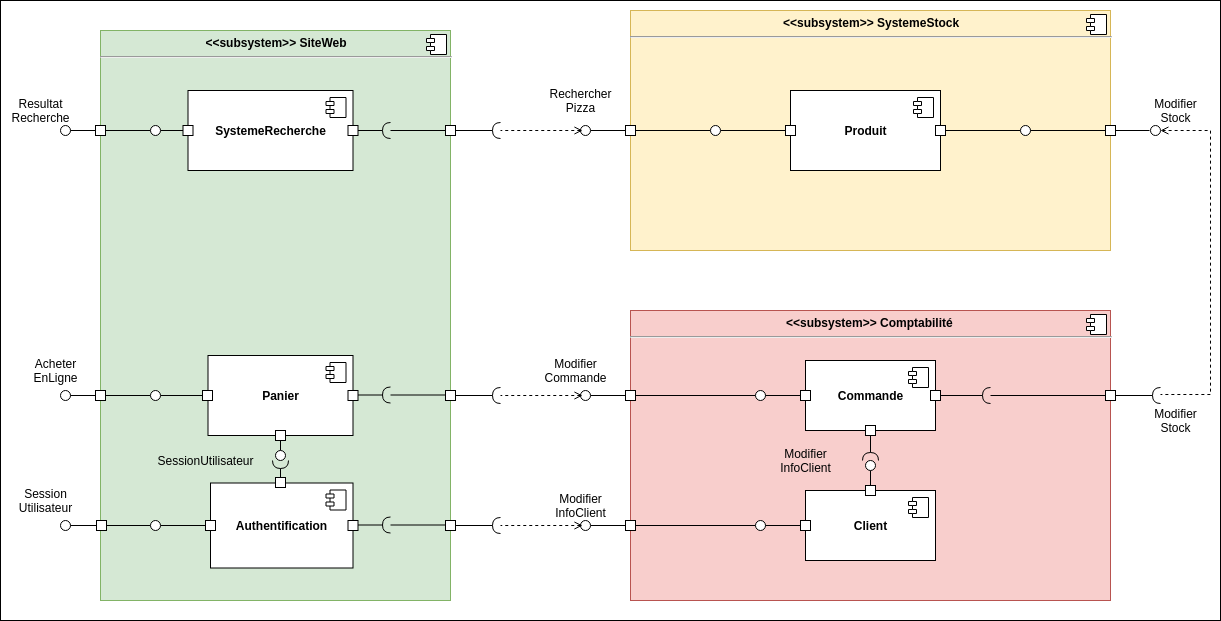 <<subsystem>> SystemeStock
<<subsystem>> SiteWeb
Resultat
Recherche
SystemeRecherche
Rechercher
Pizza
Produit
Modifier
Stock
<<subsystem>> Comptabilité
Acheter
EnLigne
Panier
Modifier
Commande
Commande
Modifier
Stock
SessionUtilisateur
Modifier
InfoClient
Session
Utilisateur
Authentification
Modifier
InfoClient
Client